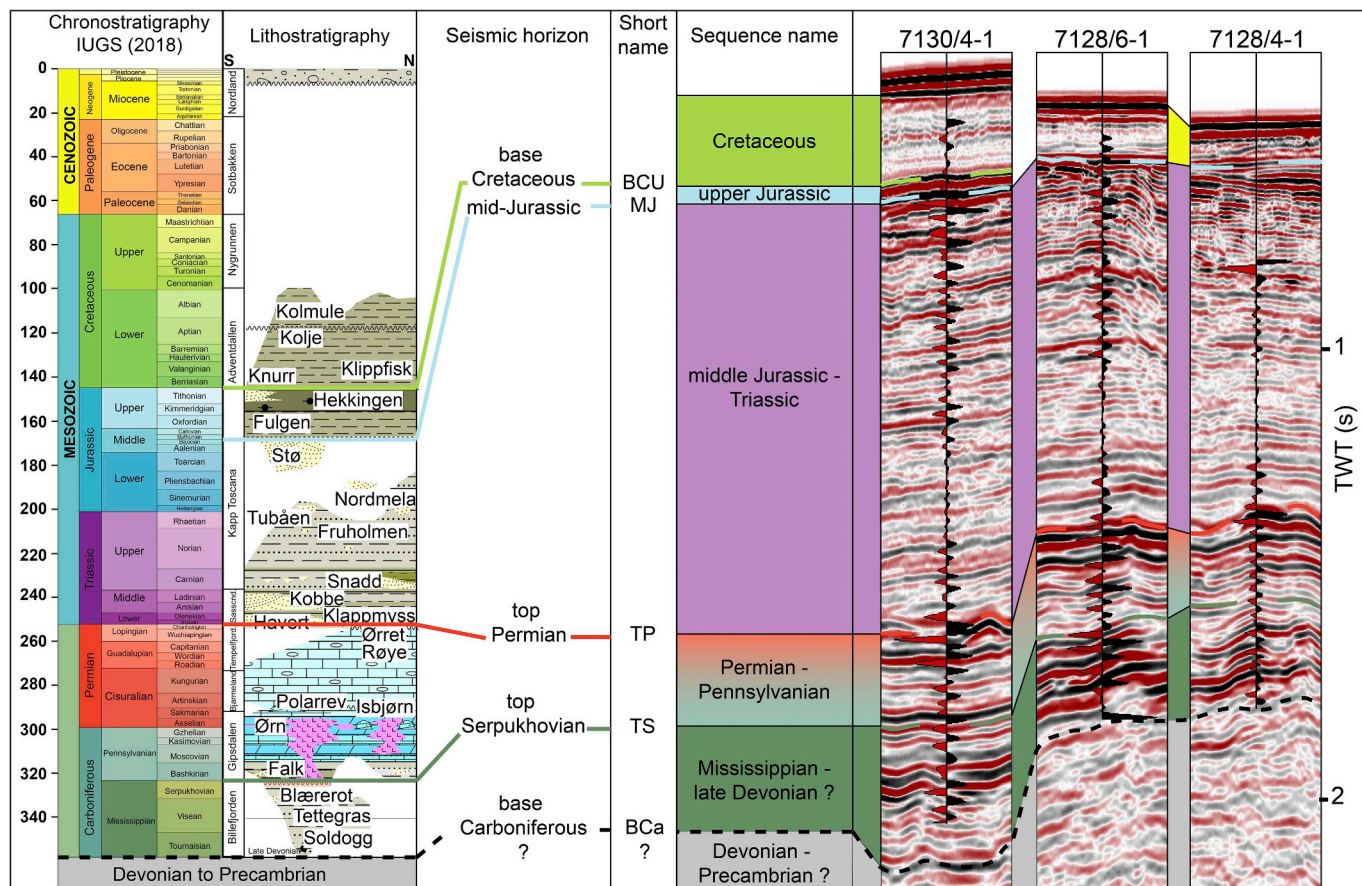 Chronostratigraphy
IUGS (2018)
Lithostratigraphy
S
N
Seismic horizon
Short
name
Sequence name
7130/4-1
7128/6-1
7128/4-1
0
20
40
60
80
100
120
140
160
180
200
220
240
260
280
300
320
340
CENOZOIC
MESOZOIC
Neogene
Paleogene
Cretaceous
Jurassic
Triassic
Permian
Carboniferous
Pleistocene
Pliocene
Miocene
Oligocene
Eocene
Paleocene
Upper
Lower
Upper
Middle
Lower
Upper
Middle
Lower
Lopingian
Guadalupian
Cisuralian
Pennsylvanian
Mississippian
Messinian
Tortonian
Serravalian
Langhian
Burdigalian
Aquitanian
Chattian
Rupelian
Priabonian
Bartonian
Lutetian
Ypresian
Thanetian
Selandian
Danian
Maastrichtian
Campanian
Santonian
Coniacian
Turonian
Cenomanian
Albian
Aptian
Barremian
Hauterivian
Valanginian
Berriasian
Tithonian
Kimmeridgian
Oxfordian
Callovian
Bathonian
Bajocian
Aalenian
Toarcian
Pliensbachian
Sinemurian
Hettangian
Rhaetian
Norian
Carnian
Ladinian
Anisian
Olenekian
Changhsingian
Wuchiapingian
Capitanian
Wordian
Roadian
Kungurian
Artinskian
Sakmarian
Asselian
Gzhelian
Kasimovian
Moscovian
Bashkirian
Serpukhovian
Visean
Tournaisian
Nordland
Sotbakken
Nygrunnen
Adventdalen
Kapp Toscana
Sassend.
Tempelfjord
Bjarmeland
Gipsdalen
Billefjorden
Kolmule
Kolje
Klippfisk
Knurr
Hekkingen
Fulgen
Stø
Nordmela
Tubåen
Fruholmen
Snadd
Kobbe
Klappmyss
Havert
Ørret
Røye
Polarrev
Isbjørn
Ørn
Falk
Blærerot
Tettegras
Soldogg
Late Devonian
Devonian to Precambrian
base
Cretaceous
mid-Jurassic
top
Permian
top
Serpukhovian
base
Carboniferous
?
BCU
MJ
TP
TS
BCa
?
Cretaceous
upper Jurassic
middle Jurassic -
Triassic
Permian -
Pennsylvanian
Mississippian -
late Devonian ?
Devonian -
Precambrian ?
1
TWT (s)
2